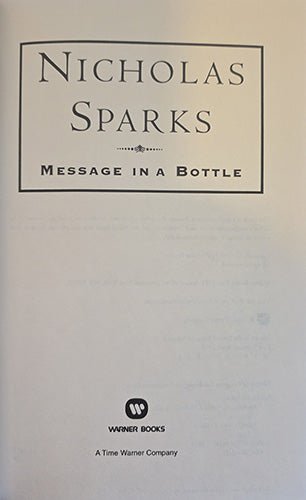 NICHOLAS
SPARKS
MESSAGE IN A BOTTLE
WARNER BOOKS
A Time Warner Company